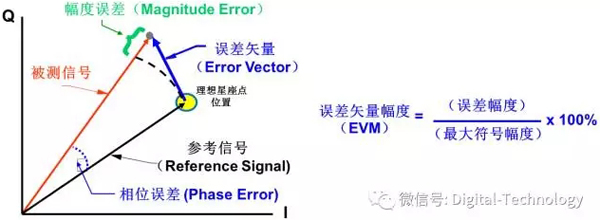 Q
幅度误差 (Magnitude Error)
误差矢量
(Error Vector)
被测信号
理想星座点
位置
参考信号
(Reference Signal)
相位误差 (Phase Error)
I
误差矢量幅度
(EVM)
=
(误差幅度)
(最大符号幅度)
x 100%
微信号: Digital-Technology